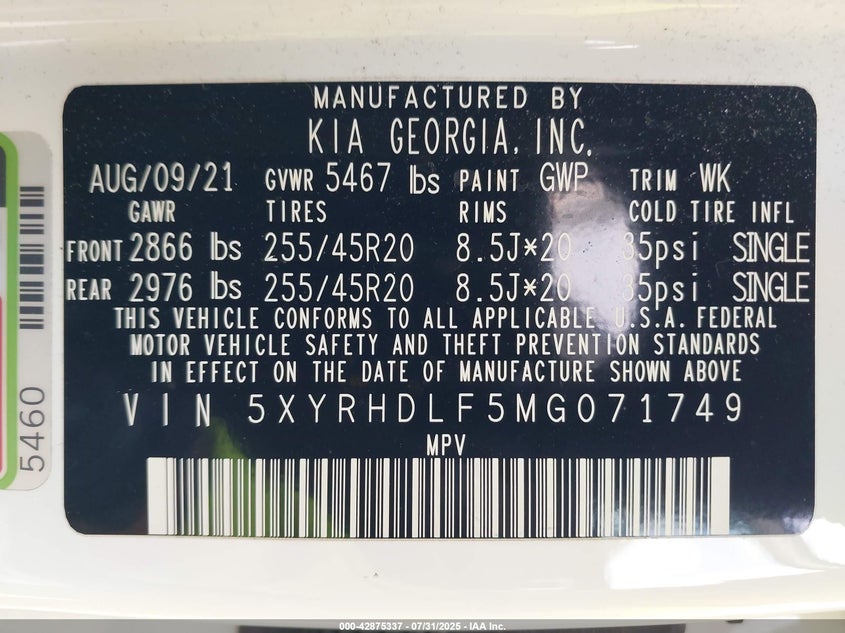 MANUFACTURED BY
KIA GEORGIA, INC.
AUG/09/21 GVWR 5467 lbs PAINT GWP TRIM WK
GAWR TIRES RIMS COLD TIRE INFL
FRONT 2866 lbs 255/45R20 8.5J*20 35psi SINGLE
REAR 2976 lbs 255/45R20 8.5J*20 35psi SINGLE
THIS VEHICLE CONFORMS TO ALL APPLICABLE U.S.A. FEDERAL
MOTOR VEHICLE SAFETY AND THEFT PREVENTION STANDARDS
IN EFFECT ON THE DATE OF MANUFACTURE SHOWN ABOVE
VIN 5XYRHDLF5MG071749
MPV
5460
000-42875337 - 07/31/2025 - IAA Inc.